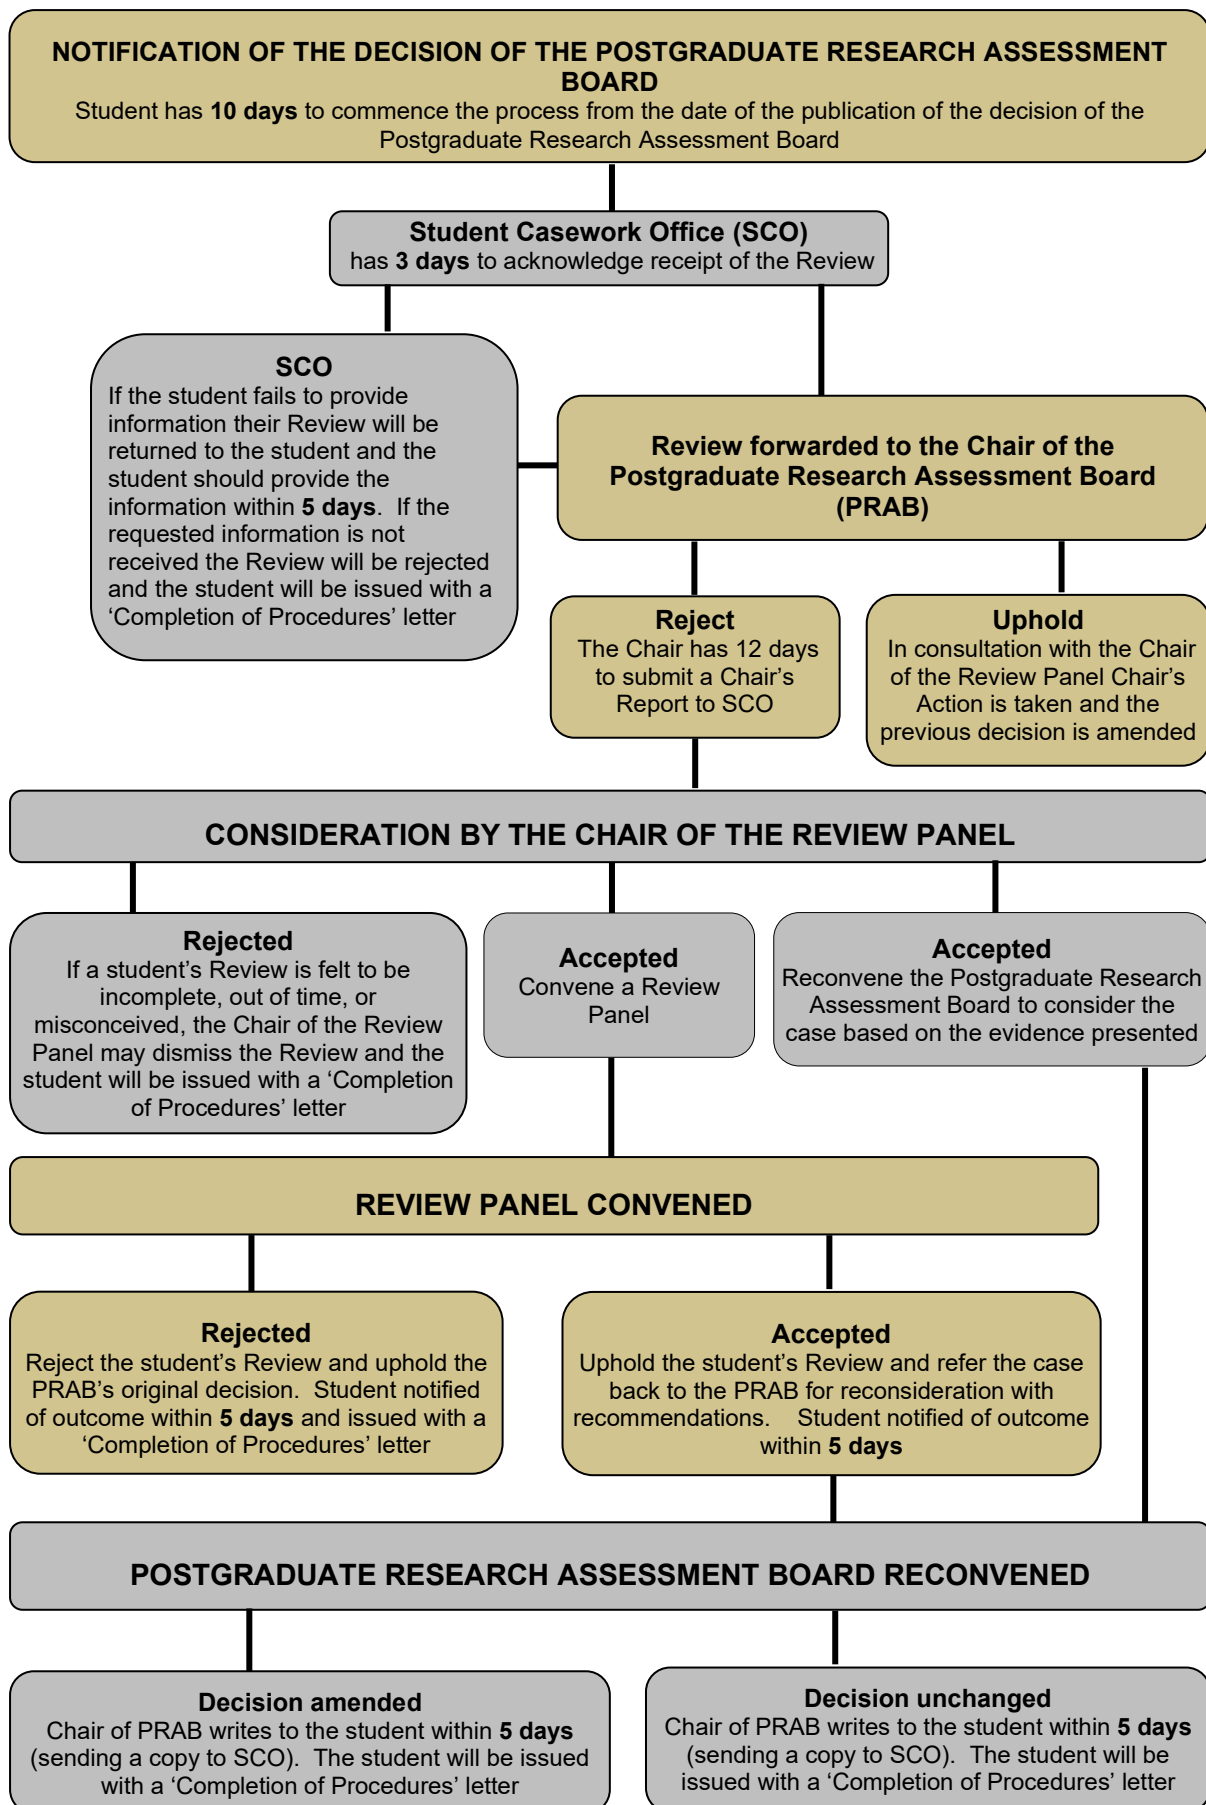 NOTIFICATION OF THE DECISION OF THE POSTGRADUATE RESEARCH ASSESSMENT
BOARD
Student has 10 days to commence the process from the date of the publication of the decision of the
Postgraduate Research Assessment Board
Student Casework Office (SCO)
has 3 days to acknowledge receipt of the Review
SCO
If the student fails to provide
information their Review will be
returned to the student and the
student should provide the
information within 5 days. If the
requested information is not
received the Review will be rejected
and the student will be issued with a
‘Completion of Procedures’ letter
Review forwarded to the Chair of the
Postgraduate Research Assessment Board
(PRAB)
Reject
The Chair has 12 days
to submit a Chair’s
Report to SCO
Uphold
In consultation with the Chair
of the Review Panel Chair’s
Action is taken and the
previous decision is amended
CONSIDERATION BY THE CHAIR OF THE REVIEW PANEL
Rejected
If a student’s Review is felt to be
incomplete, out of time, or
misconceived, the Chair of the Review
Panel may dismiss the Review and the
student will be issued with a ‘Completion
of Procedures’ letter
Accepted
Convene a Review
Panel
Accepted
Reconvene the Postgraduate Research
Assessment Board to consider the
case based on the evidence presented
REVIEW PANEL CONVENED
Rejected
Reject the student’s Review and uphold the
PRAB’s original decision. Student notified
of outcome within 5 days and issued with a
‘Completion of Procedures’ letter
Accepted
Uphold the student’s Review and refer the case
back to the PRAB for reconsideration with
recommendations. Student notified of outcome
within 5 days
POSTGRADUATE RESEARCH ASSESSMENT BOARD RECONVENED
Decision amended
Chair of PRAB writes to the student within 5 days
(sending a copy to SCO). The student will be issued
with a ‘Completion of Procedures’ letter
Decision unchanged
Chair of PRAB writes to the student within 5 days
(sending a copy to SCO). The student will be
issued with a ‘Completion of Procedures’ letter